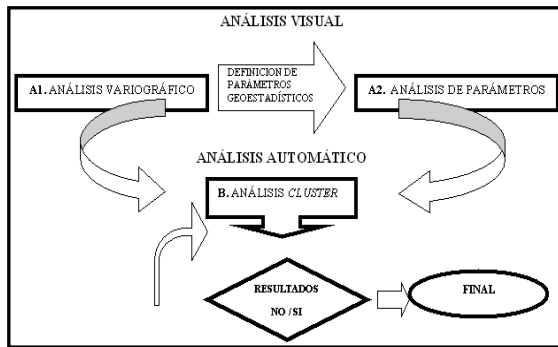 ANÁLISIS VISUAL
A1. ANÁLISIS VARIOGRÁFICO
DEFINICION DE
PARÁMETROS
GEOESTADÍSTICOS
A2. ANÁLISIS DE PARÁMETROS
ANÁLISIS AUTOMÁTICO
B. ANÁLISIS CLUSTER
RESULTADOS
NO / SI
FINAL